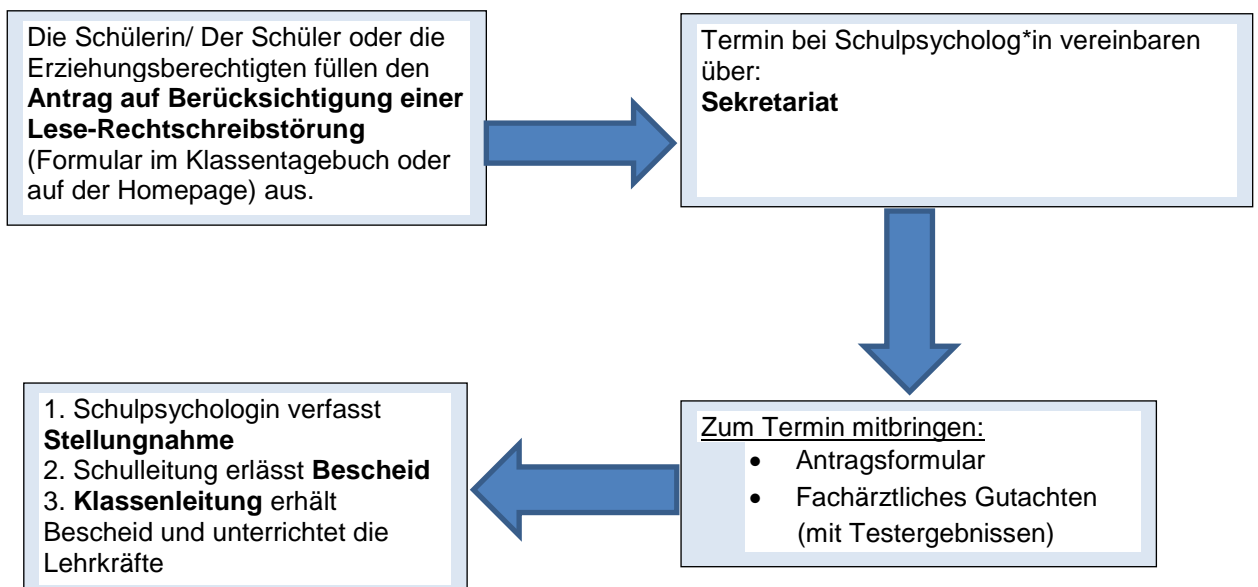 Die Schülerin/ Der Schüler oder die
Erziehungsberechtigten füllen den
Antrag auf Berücksichtigung einer
Lese-Rechtschreibstörung
(Formular im Klassentagebuch oder
auf der Homepage) aus.
Termin bei Schulpsycholog*in vereinbaren
über:
Sekretariat
Zum Termin mitbringen:
• Antragsformular
• Fachärztliches Gutachten
(mit Testergebnissen)
1. Schulpsychologin verfasst
Stellungnahme
2. Schulleitung erlässt Bescheid
3. Klassenleitung erhält
Bescheid und unterrichtet die
Lehrkräfte